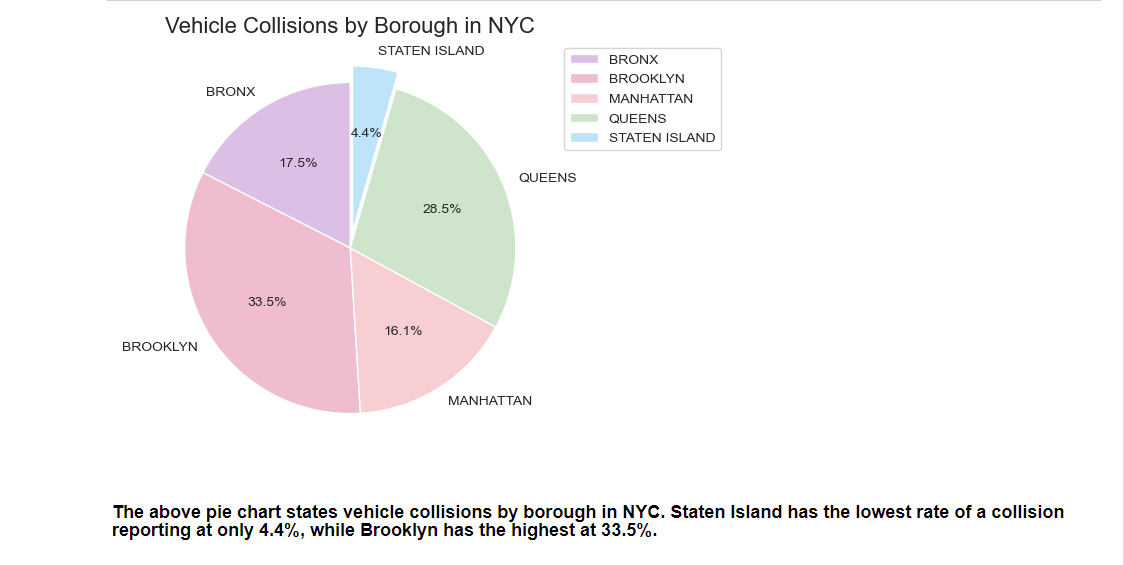 Vehicle Collisions by Borough in NYC
STATEN ISLAND
BRONX
BROOKLYN
MANHATTAN
QUEENS
STATEN ISLAND
BRONX
4.4%
17.5%
QUEENS
28.5%
33.5%
16.1%
BROOKLYN
MANHATTAN
The above pie chart states vehicle collisions by borough in NYC. Staten Island has the lowest rate of a collision
reporting at only 4.4%, while Brooklyn has the highest at 33.5%.